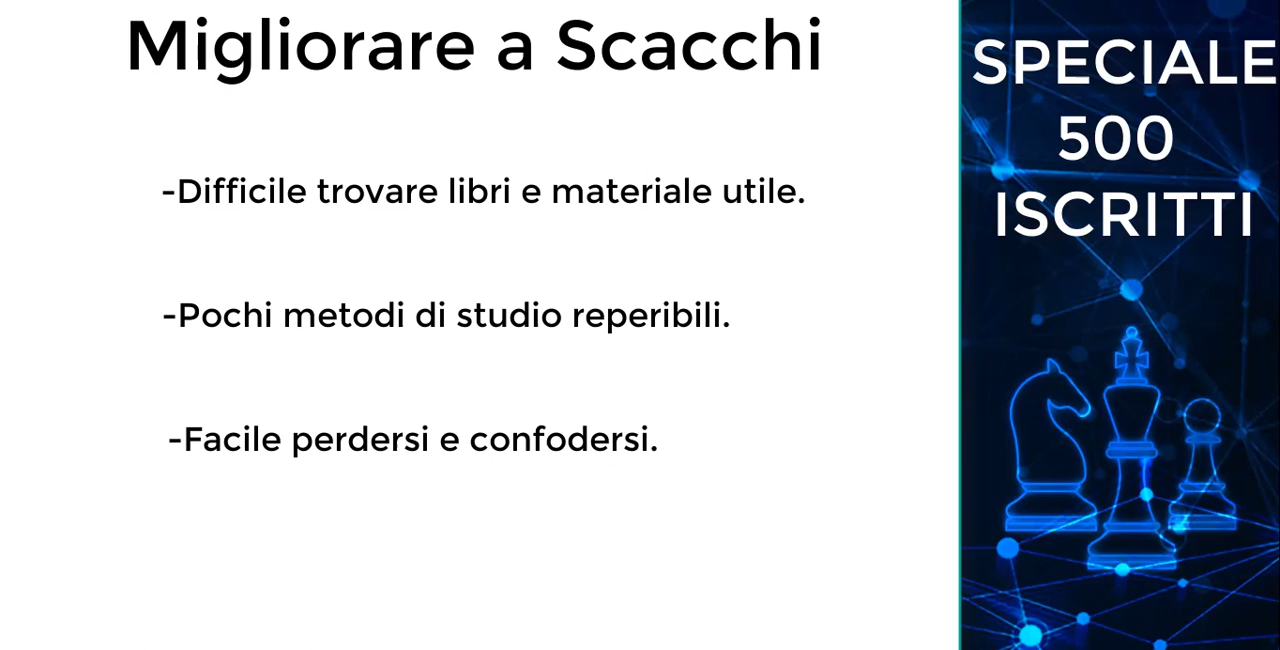 Migliorare a Scacchi
-Difficile trovare libri e materiale utile.
-Pochi metodi di studio reperibili.
-Facile perdersi e confodersi.
SPECIALE
500
ISCRITTI